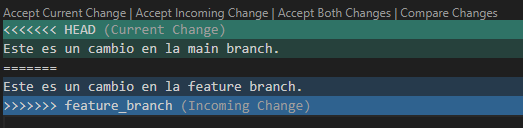 Accept Current Change | Accept Incoming Change | Accept Both Changes | Compare Changes
<<<<<<< HEAD (Current Change)
Este es un cambio en la main branch.
=======
Este es un cambio en la feature branch.
>>>>>>> feature_branch (Incoming Change)